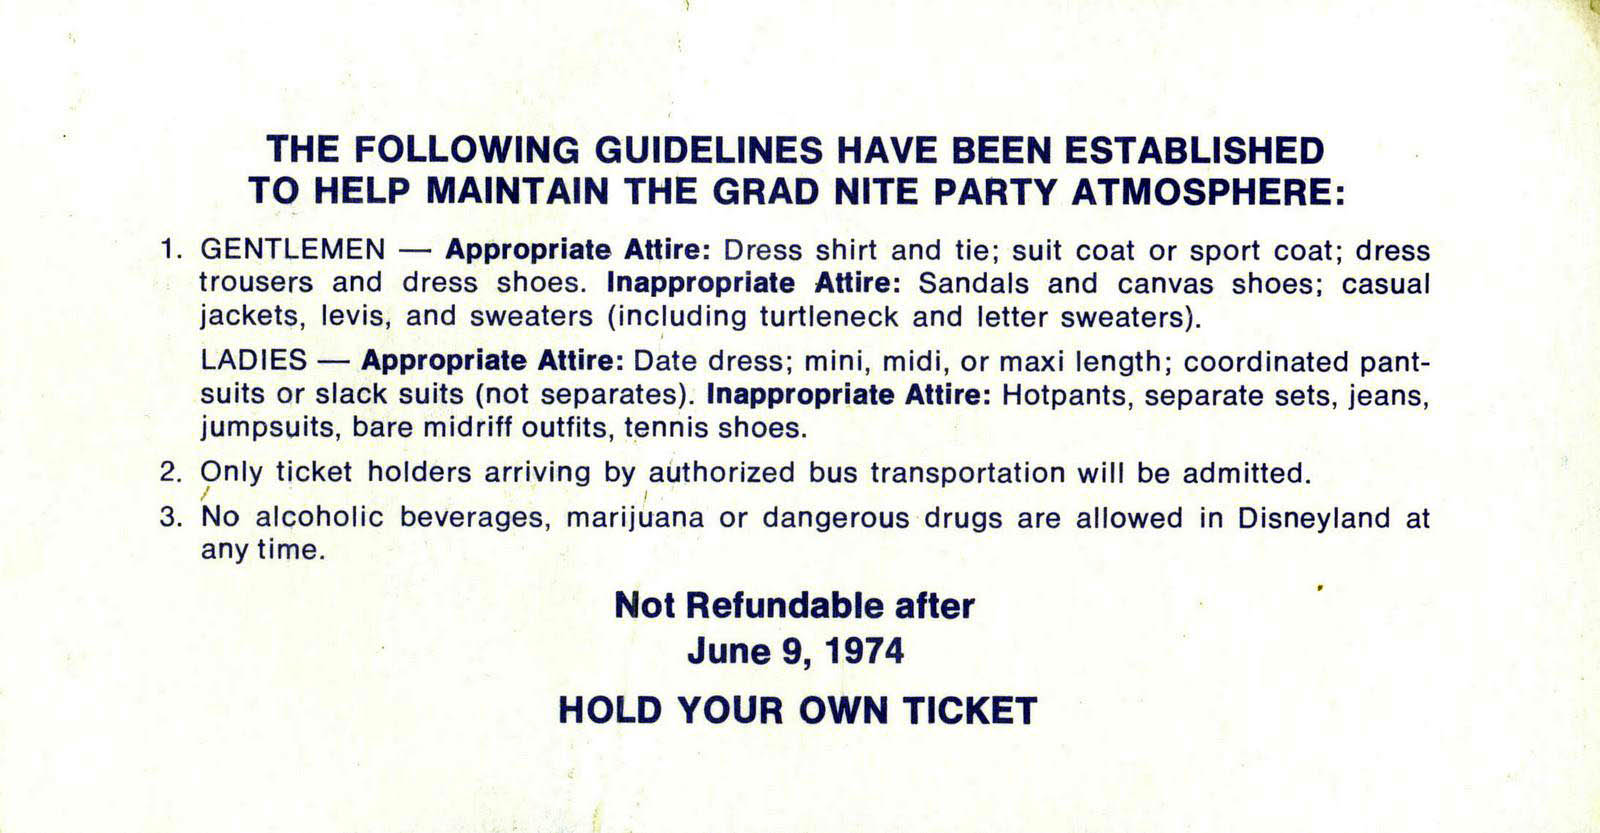 THE FOLLOWING GUIDELINES HAVE BEEN ESTABLISHED
TO HELP MAINTAIN THE GRAD NITE PARTY ATMOSPHERE:
1. GENTLEMEN — Appropriate Attire: Dress shirt and tie; suit coat or sport coat; dress
trousers and dress shoes. Inappropriate Attire: Sandals and canvas shoes; casual
jackets, levis, and sweaters (including turtleneck and letter sweaters).
LADIES — Appropriate Attire: Date dress; mini, midi, or maxi length; coordinated pant-
suits or slack suits (not separates). Inappropriate Attire: Hotpants, separate sets, jeans,
jumpsuits, bare midriff outfits, tennis shoes.
2. Only ticket holders arriving by authorized bus transportation will be admitted.
3. No alcoholic beverages, marijuana or dangerous drugs are allowed in Disneyland at
any time.
Not Refundable after
June 9, 1974
HOLD YOUR OWN TICKET